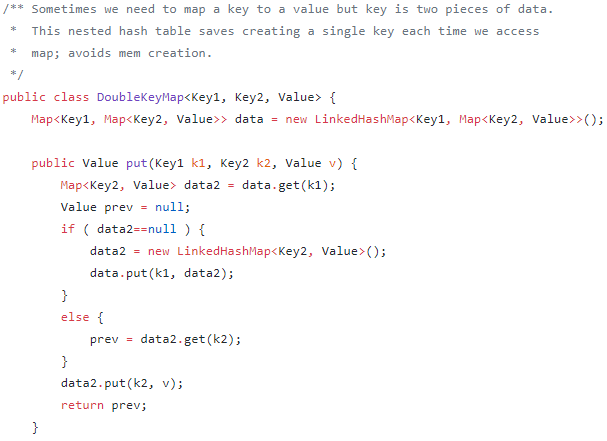 /** Sometimes we need to map a key to a value but key is two pieces of data.
 *  This nested hash table saves creating a single key each time we access
 *  map; avoids mem creation.
 */
public class DoubleKeyMap<Key1, Key2, Value> {
    Map<Key1, Map<Key2, Value>> data = new LinkedHashMap<Key1, Map<Key2, Value>>();

    public Value put(Key1 k1, Key2 k2, Value v) {
        Map<Key2, Value> data2 = data.get(k1);
        Value prev = null;
        if ( data2==null ) {
            data2 = new LinkedHashMap<Key2, Value>();
            data.put(k1, data2);
        }
        else {
            prev = data2.get(k2);
        }
        data2.put(k2, v);
        return prev;
    }